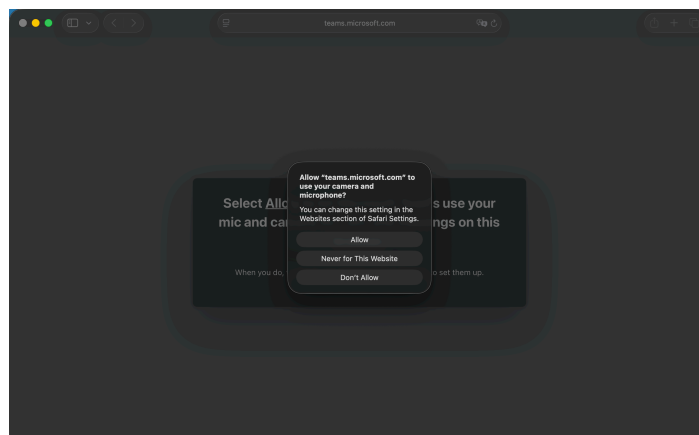 teams.microsoft.com
Allow “teams.microsoft.com” to
use your camera and
microphone?
You can change this setting in the
Websites section of Safari Settings.
Allow
Never for This Website
Don’t Allow
Select Allo s use your
mic and ca ngs on this
When you do, o set them up.